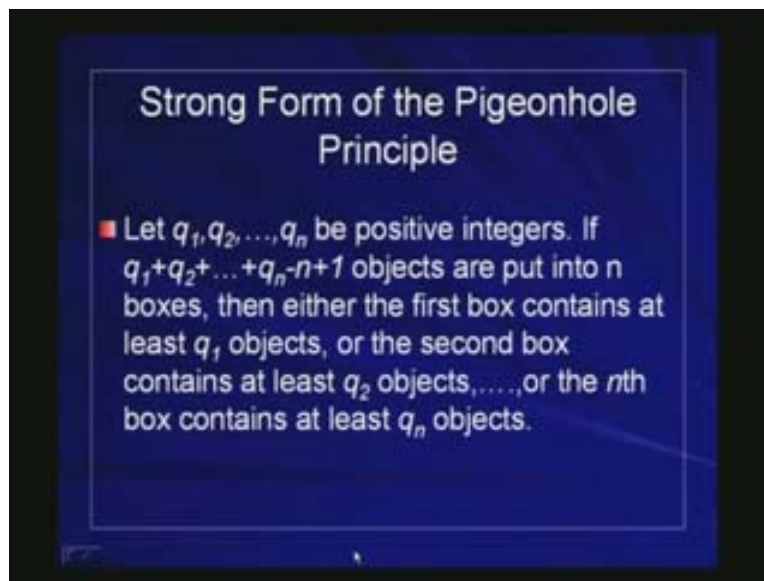 Strong Form of the Pigeonhole
Principle
Let q₁,q₂,…,qₙ be positive integers. If
q₁+q₂+…+qₙ-n+1 objects are put into n
boxes, then either the first box contains at
least q₁ objects, or the second box
contains at least q₂ objects,….,or the nth
box contains at least qₙ objects.